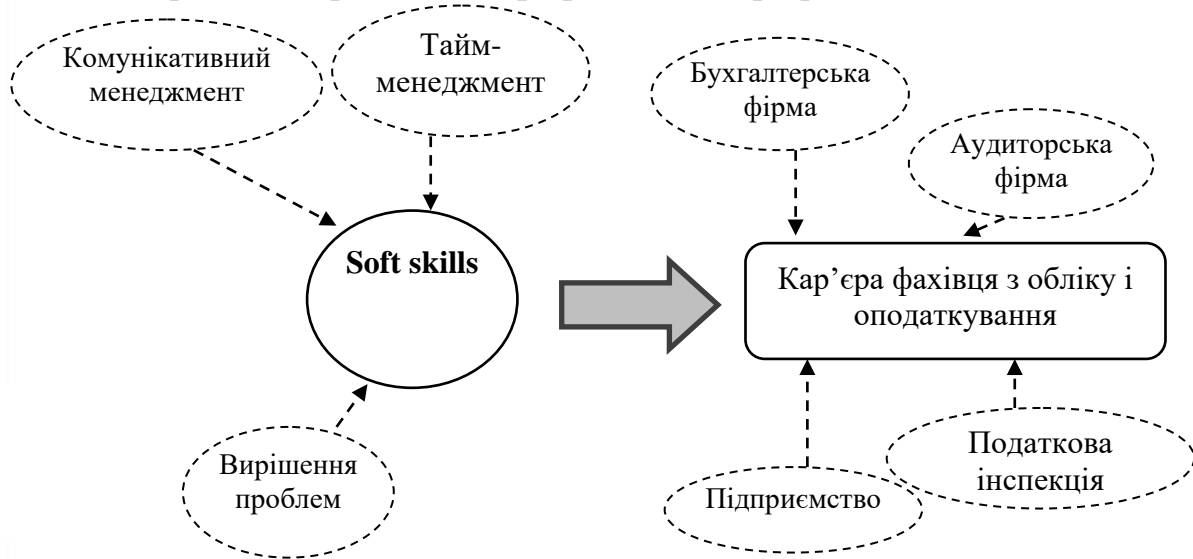 Комунікативний
менеджмент
Тайм-
менеджмент
Бухгалтерська
фірма
Аудиторська
фірма
Soft skills
Кар’єра фахівця з обліку і
оподаткування
Вирішення
проблем
Підприємство
Податкова
інспекція